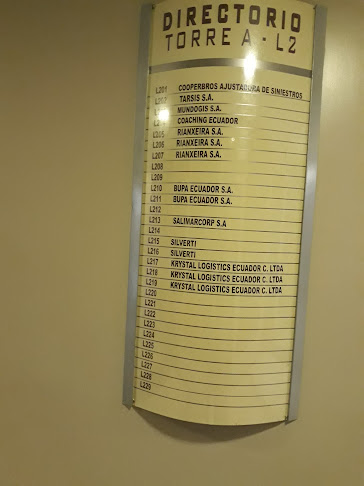 DIRECTORIO
TORRE A - L2
L201 COOPERBROS AJUSTADORA DE SINIESTROS
TARSIS S.A.
MUNDOGIS S.A.
COACHING ECUADOR
L205 RIANXEIRA S.A.
L206 RIANXEIRA S.A.
L207 RIANXEIRA S.A.
L208
L209
L210 BUPA ECUADOR S.A.
L211 BUPA ECUADOR S.A.
L212
L213 SALIMARCORP S.A
L214
L215 SILVERTI
L216 SILVERTI
L217 KRYSTAL LOGISTICS ECUADOR C. LTDA
L218 KRYSTAL LOGISTICS ECUADOR C. LTDA
L219 KRYSTAL LOGISTICS ECUADOR C. LTDA
L220
L221
L222
L223
L224
L225
L226
L227
L228
L229